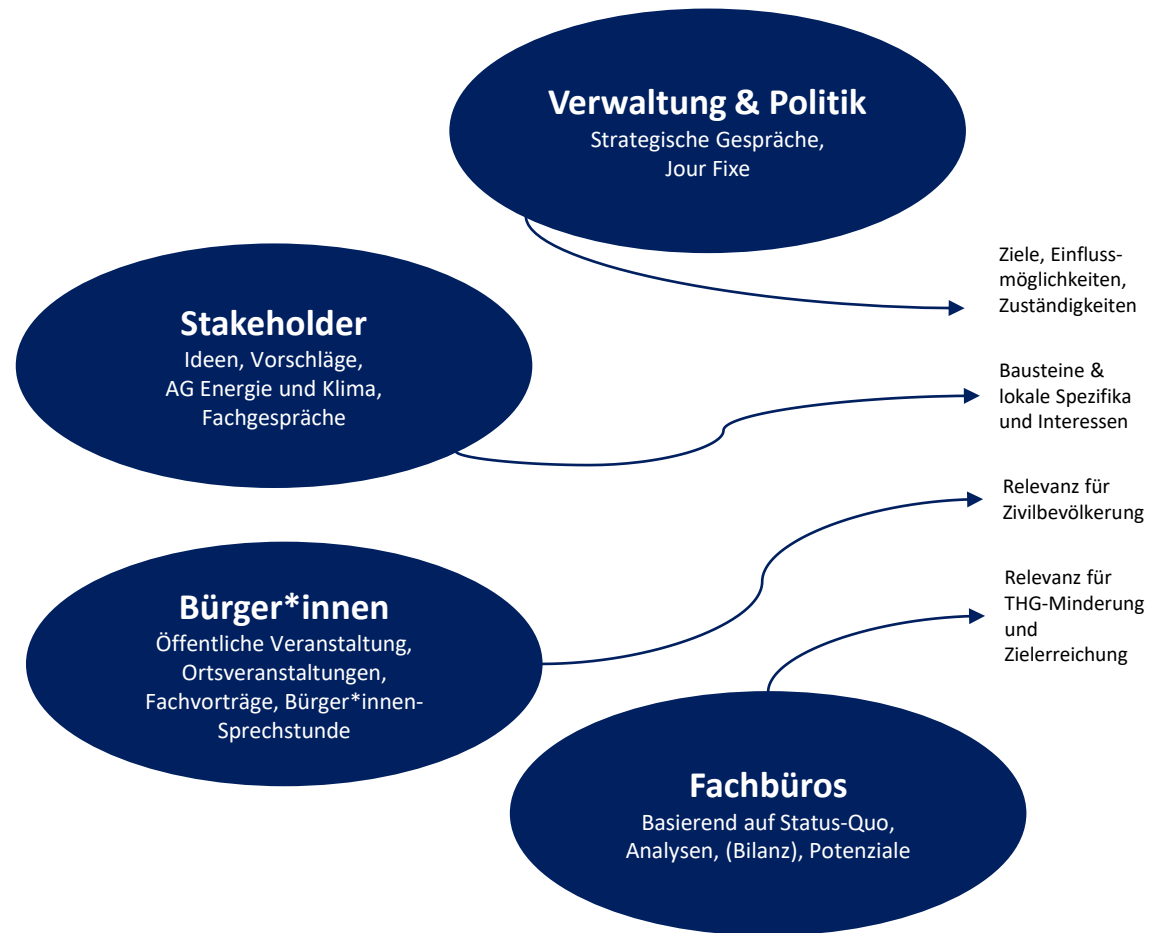 Verwaltung & Politik
Strategische Gespräche,
Jour Fixe
Ziele, Einfluss-
möglichkeiten,
Zuständigkeiten
Stakeholder
Ideen, Vorschläge,
AG Energie und Klima,
Fachgespräche
Bausteine &
lokale Spezifika
und Interessen
Relevanz für
Zivilbevölkerung
Bürger*innen
Öffentliche Veranstaltung,
Ortsveranstaltungen,
Fachvorträge, Bürger*innen-
Sprechstunde
Relevanz für
THG-Minderung
und
Zielerreichung
Fachbüros
Basierend auf Status-Quo,
Analysen, (Bilanz), Potenziale